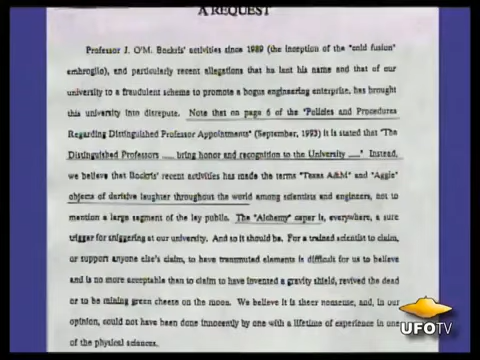 A REQUEST
Professor J. O'M. Bockris' activities since 1989 (the inception of the "cold fusion"
embroglio), and particularly recent allegations that he lent his name and that of our
university to a fraudulent scheme to promote a bogus engineering enterprise, has brought
this university into disrepute. Note that on page 6 of the "Policies and Procedures
Regarding Distinguished Professor Appointments" (September, 1993) it is stated that "The
Distinguished Professors .... bring honor and recognition to the University ...." Instead,
we believe that Bockris' recent activities has made the terms "Texas A&M" and "Aggie"
objects of derisive laughter throughout the world among scientists and engineers, not to
mention a large segment of the lay public. The "Alchemy" caper is, everywhere, a sure
trigger for sniggering at our university. And so it should be. For a trained scientist to claim,
or support anyone else's claim, to have transmuted elements is difficult for us to believe
and is no more acceptable than to claim to have invented a gravity shield, revived the dead
or to be mining green cheese on the moon. We believe it is sheer nonsense, and, in our
opinion, could not have been done innocently by one with a lifetime of experience in one
of the physical sciences.
UFOTV